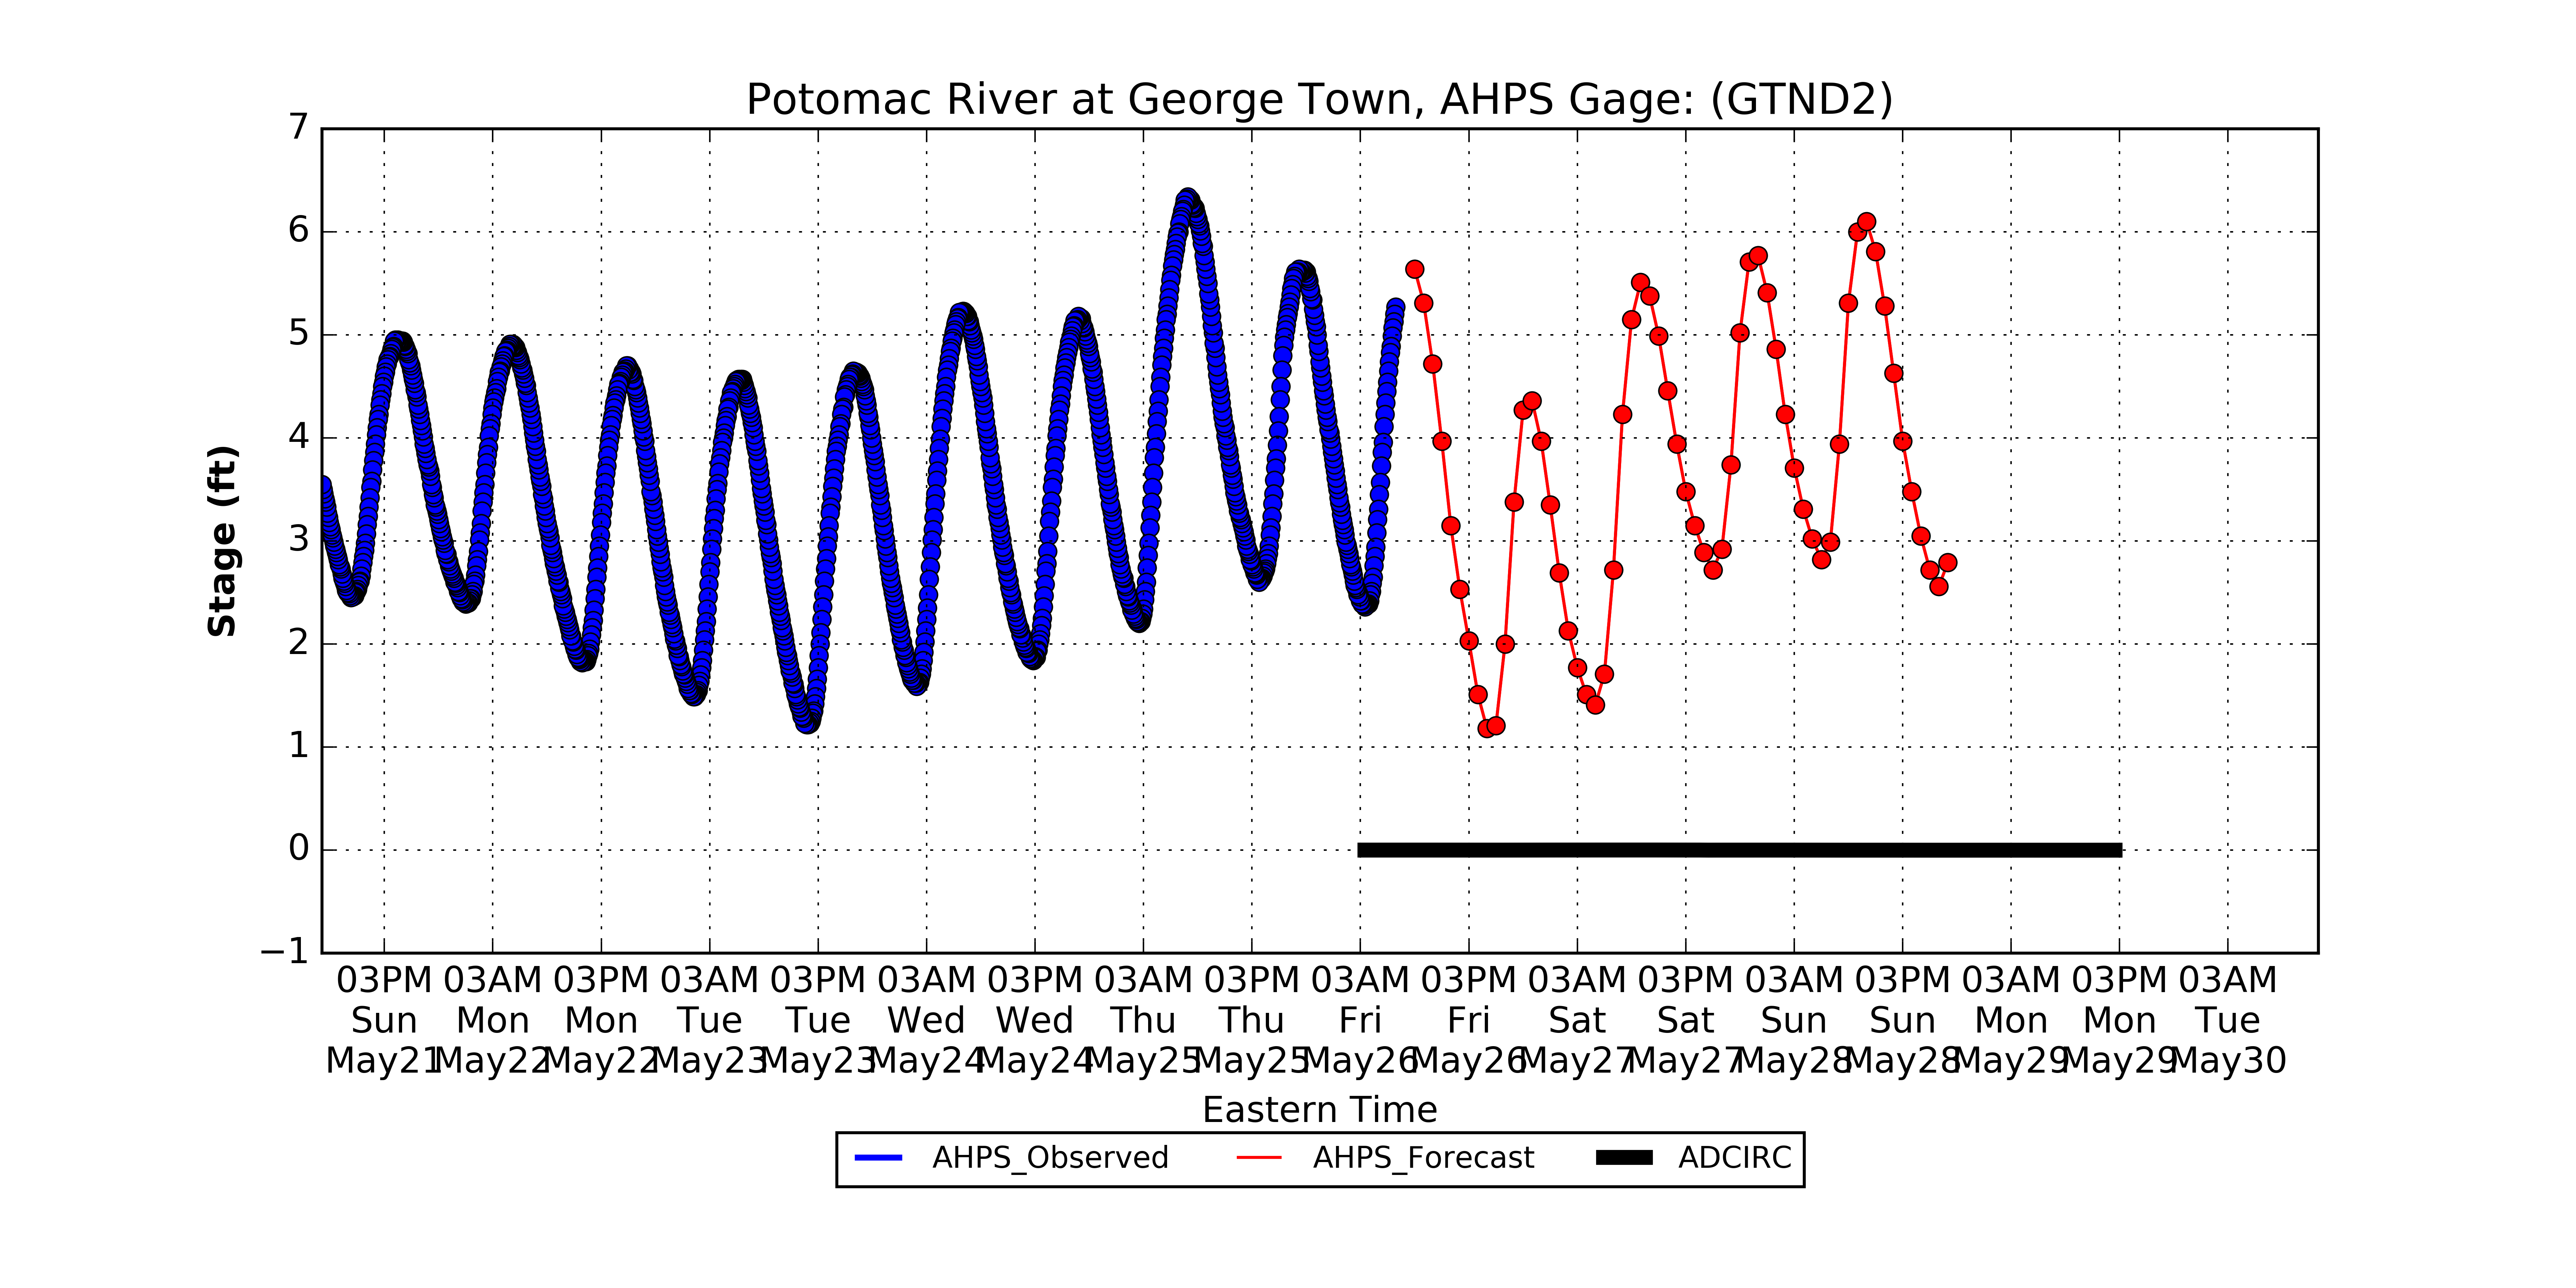 Potomac River at George Town, AHPS Gage: (GTND2)
7
6
5
4
3
2
1
0
−1
Stage (ft)
03PM 03AM 03PM 03AM 03PM 03AM 03PM 03AM 03PM 03AM 03PM 03AM 03PM 03AM 03PM 03AM 03PM 03AM
Sun Mon Mon Tue Tue Wed Wed Thu Thu Fri Fri Sat Sat Sun Sun Mon Mon Tue
May21 May22 May22 May23 May23 May24 May24 May25 May25 May26 May26 May27 May27 May28 May28 May29 May29 May30
Eastern Time
AHPS_Observed AHPS_Forecast ADCIRC